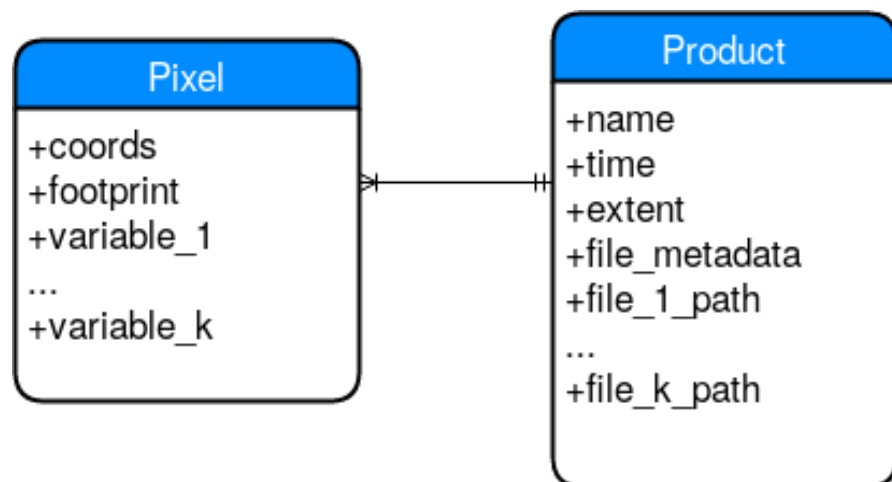 Pixel
+coords
+footprint
+variable_1
...
+variable_k
Product
+name
+time
+extent
+file_metadata
+file_1_path
...
+file_k_path